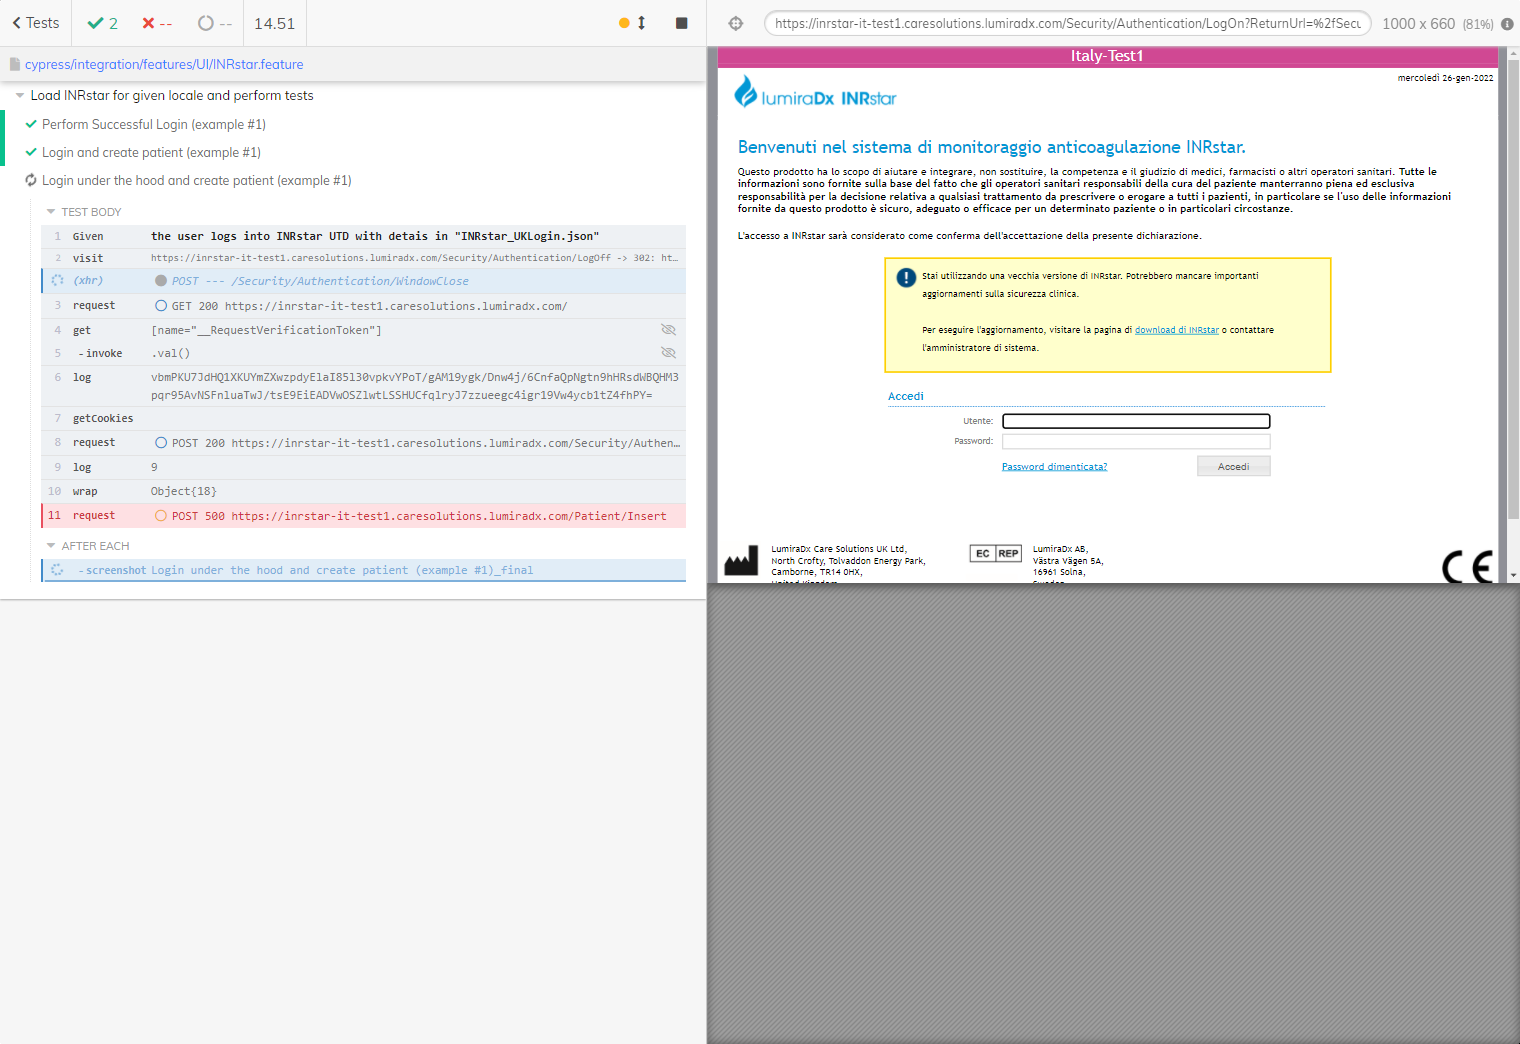 Tests
2
--
--
14.51
https://inrstar-it-test1.caresolutions.lumiradx.com/Security/Authentication/LogOn?ReturnUrl=%2fSecu
1000 x 660 (81%)
cypress/integration/features/UI/INRstar.feature
Load INRstar for given locale and perform tests
Perform Successful Login (example #1)
Login and create patient (example #1)
Login under the hood and create patient (example #1)
TEST BODY
1 Given the user logs into INRstar UTD with detais in "INRstar_UKLogin.json"
2 visit https://inrstar-it-test1.caresolutions.lumiradx.com/Security/Authentication/LogOff -> 302: ht…
(xhr) POST --- /Security/Authentication/WindowClose
3 request GET 200 https://inrstar-it-test1.caresolutions.lumiradx.com/
4 get [name="__RequestVerificationToken"]
5 - invoke .val()
6 log vbmPKU7JdHQ1XKUYmZXwzpdyElaI85l30vpkvYPoT/gAM19ygk/Dnw4j/6CnfaQpNgtn9hHRsdWBQHM3
pqr95AvNSFnluaTwJ/tsE9EiEADVwOSZlwtLSSHUCfqlryJ7zzueegc4igr19Vw4ycb1tZ4fhPY=
7 getCookies
8 request POST 200 https://inrstar-it-test1.caresolutions.lumiradx.com/Security/Authen…
9 log 9
10 wrap Object{18}
11 request POST 500 https://inrstar-it-test1.caresolutions.lumiradx.com/Patient/Insert
AFTER EACH
- screenshot Login under the hood and create patient (example #1)_final
Italy-Test1
mercoledì 26-gen-2022
lumiraDx INRstar
Benvenuti nel sistema di monitoraggio anticoagulazione INRstar.
Questo prodotto ha lo scopo di aiutare e integrare, non sostituire, la competenza e il giudizio di medici, farmacisti o altri operatori sanitari. Tutte le
informazioni sono fornite sulla base del fatto che gli operatori sanitari responsabili della cura del paziente manterranno piena ed esclusiva
responsabilità per la decisione relativa a qualsiasi trattamento da prescrivere o erogare a tutti i pazienti, in particolare se l'uso delle informazioni
fornite da questo prodotto è sicuro, adeguato o efficace per un determinato paziente o in particolari circostanze.
L'accesso a INRstar sarà considerato come conferma dell'accettazione della presente dichiarazione.
Stai utilizzando una vecchia versione di INRstar. Potrebbero mancare importanti
aggiornamenti sulla sicurezza clinica.
Per eseguire l'aggiornamento, visitare la pagina di download di INRstar o contattare
l'amministratore di sistema.
Accedi
Utente:
Password:
Password dimenticata?
Accedi
LumiraDx Care Solutions UK Ltd,
North Crofty, Tolvaddon Energy Park,
Camborne, TR14 0HX,
United Kingdom
EC REP
LumiraDx AB,
Västra Vägen 5A,
16961 Solna,
Sweden
CE